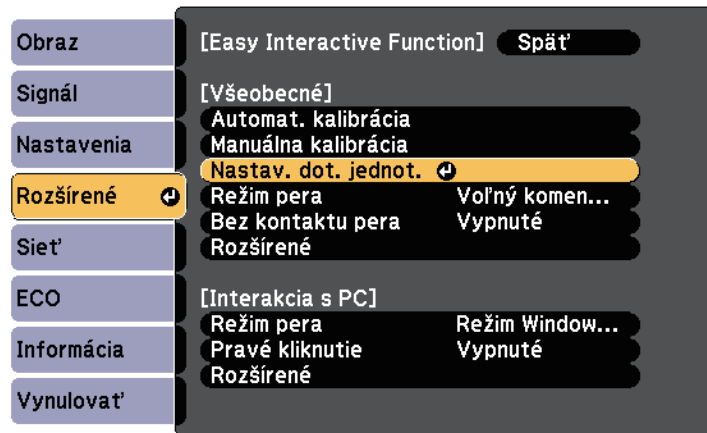 Obraz
Signál
Nastavenia
Rozšírené
Sieť
ECO
Informácia
Vynulovať
[Easy Interactive Function] Späť
[Všeobecné]
Automat. kalibrácia
Manuálna kalibrácia
Nastav. dot. jednot.
Režim pera Voľný komen...
Bez kontaktu pera Vypnuté
Rozšírené
[Interakcia s PC]
Režim pera Režim Window...
Pravé kliknutie Vypnuté
Rozšírené